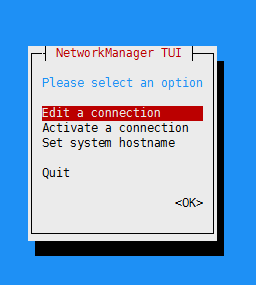 NetworkManager TUI
Please select an option
Edit a connection
Activate a connection
Set system hostname
Quit
<OK>